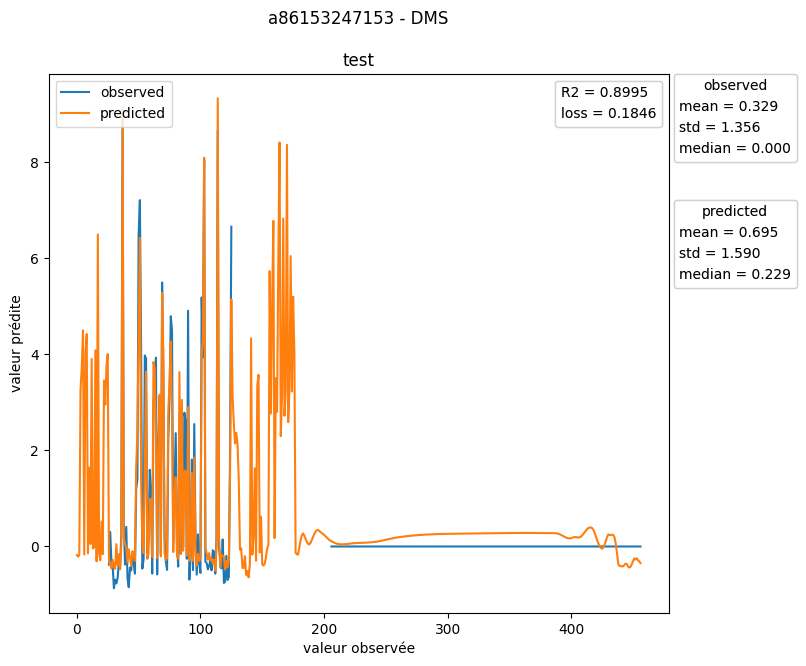 a86153247153 - DMS
test
observed
predicted
R2 = 0.8995
loss = 0.1846
observed
mean = 0.329
std = 1.356
median = 0.000
predicted
mean = 0.695
std = 1.590
median = 0.229
valeur prédite
8
6
4
2
0
0 100 200 300 400
valeur observée